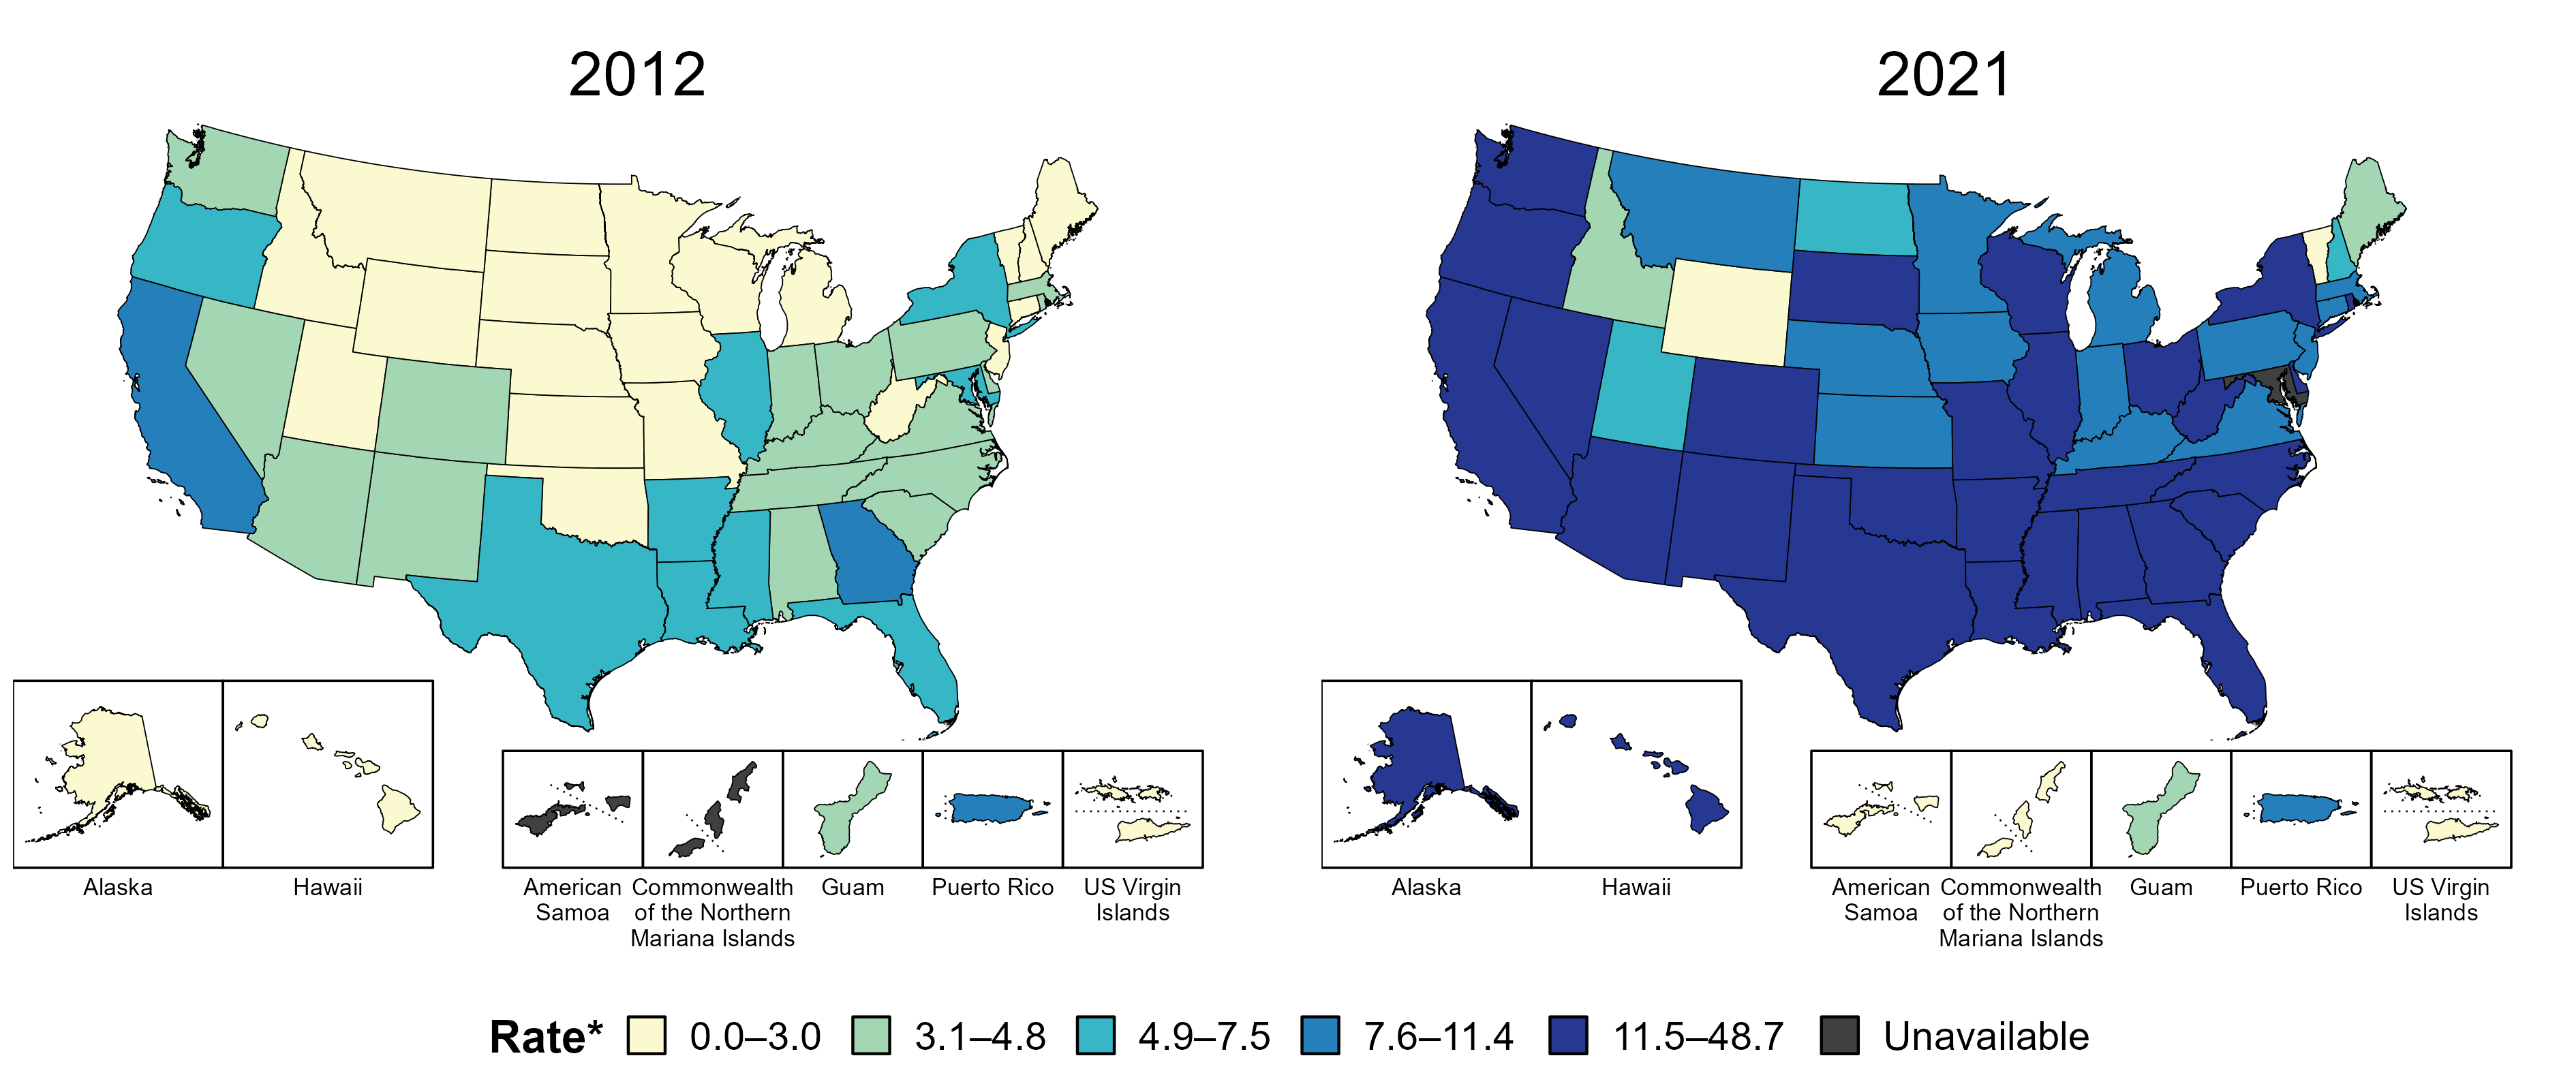 2012
2021
Alaska
Hawaii
American
Samoa
Commonwealth
of the Northern
Mariana Islands
Guam
Puerto Rico
US Virgin
Islands
Alaska
Hawaii
American
Samoa
Commonwealth
of the Northern
Mariana Islands
Guam
Puerto Rico
US Virgin
Islands
Rate* 0.0–3.0 3.1–4.8 4.9–7.5 7.6–11.4 11.5–48.7 Unavailable